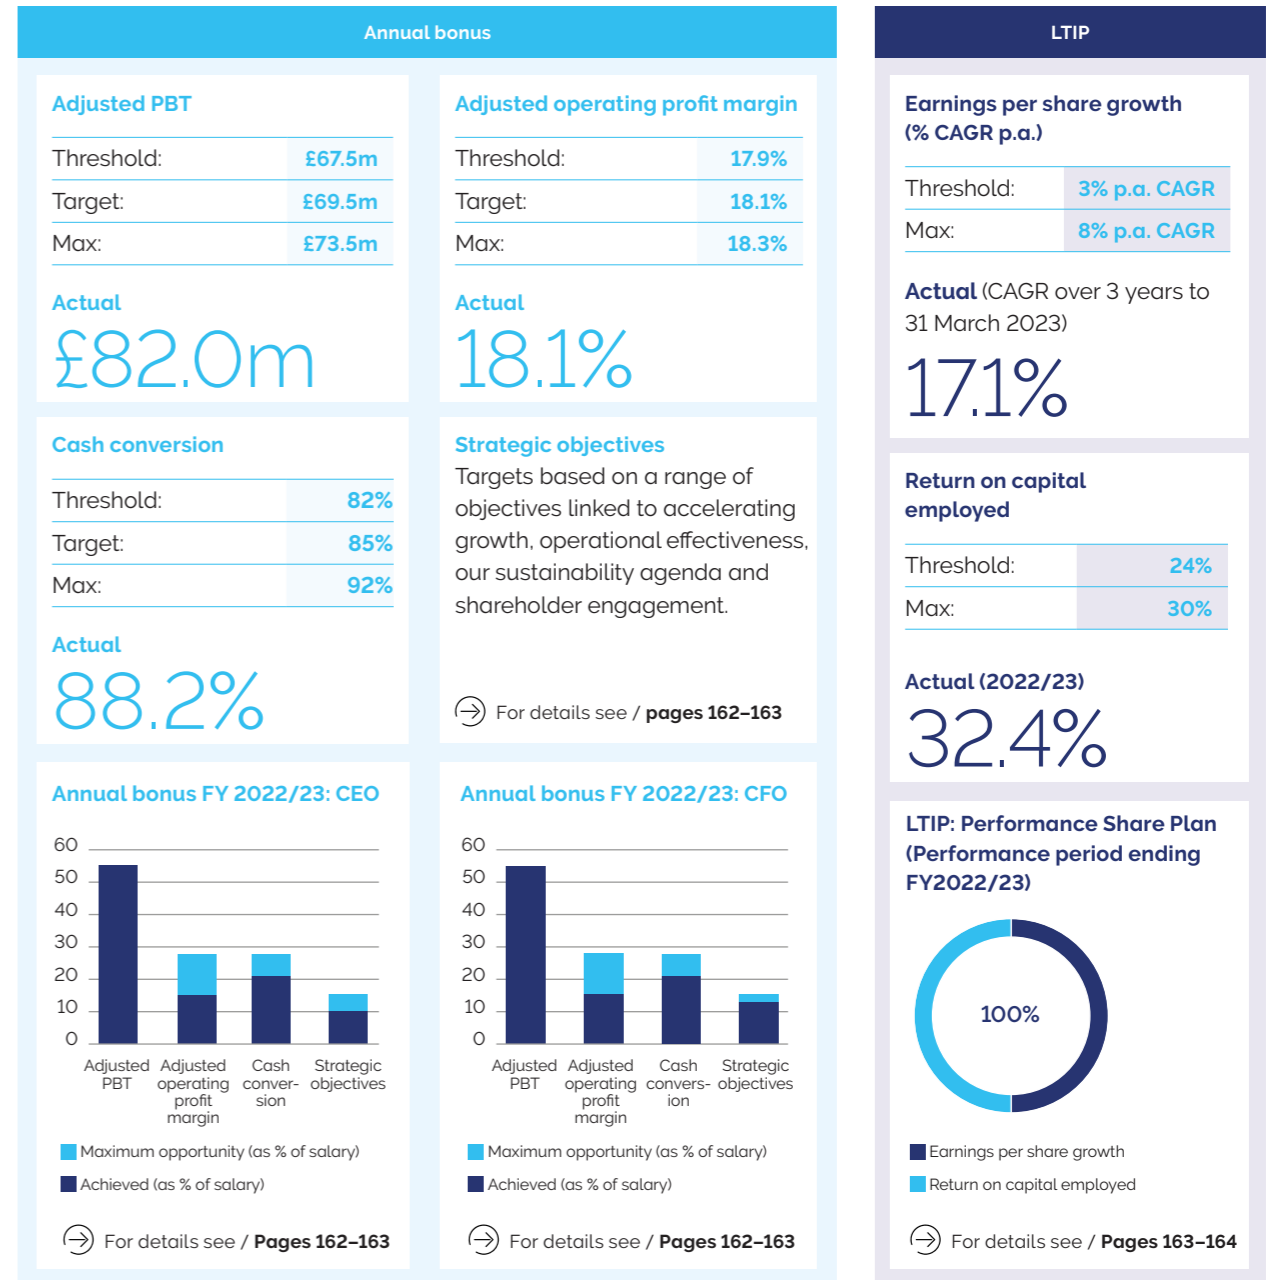 Annual bonus
Adjusted PBT
Threshold: £67.5m
Target: £69.5m
Max: £73.5m
Actual
£82.0m
Adjusted operating profit margin
Threshold: 17.9%
Target: 18.1%
Max: 18.3%
Actual
18.1%
Cash conversion
Threshold: 82%
Target: 85%
Max: 92%
Actual
88.2%
Strategic objectives
Targets based on a range of
objectives linked to accelerating
growth, operational effectiveness,
our sustainability agenda and
shareholder engagement.
For details see / pages 162–163
Annual bonus FY 2022/23: CEO
60
50
40
30
20
10
0
Adjusted
PBT
Adjusted
operating
profit
margin
Cash
conver-
sion
Strategic
objectives
Maximum opportunity (as % of salary)
Achieved (as % of salary)
For details see / Pages 162–163
Annual bonus FY 2022/23: CFO
60
50
40
30
20
10
0
Adjusted
PBT
Adjusted
operating
profit
margin
Cash
convers-
ion
Strategic
objectives
Maximum opportunity (as % of salary)
Achieved (as % of salary)
For details see / Pages 162–163
LTIP
Earnings per share growth
(% CAGR p.a.)
Threshold: 3% p.a. CAGR
Max: 8% p.a. CAGR
Actual (CAGR over 3 years to
31 March 2023)
17.1%
Return on capital
employed
Threshold: 24%
Max: 30%
Actual (2022/23)
32.4%
LTIP: Performance Share Plan
(Performance period ending
FY2022/23)
100%
Earnings per share growth
Return on capital employed
For details see / Pages 163–164